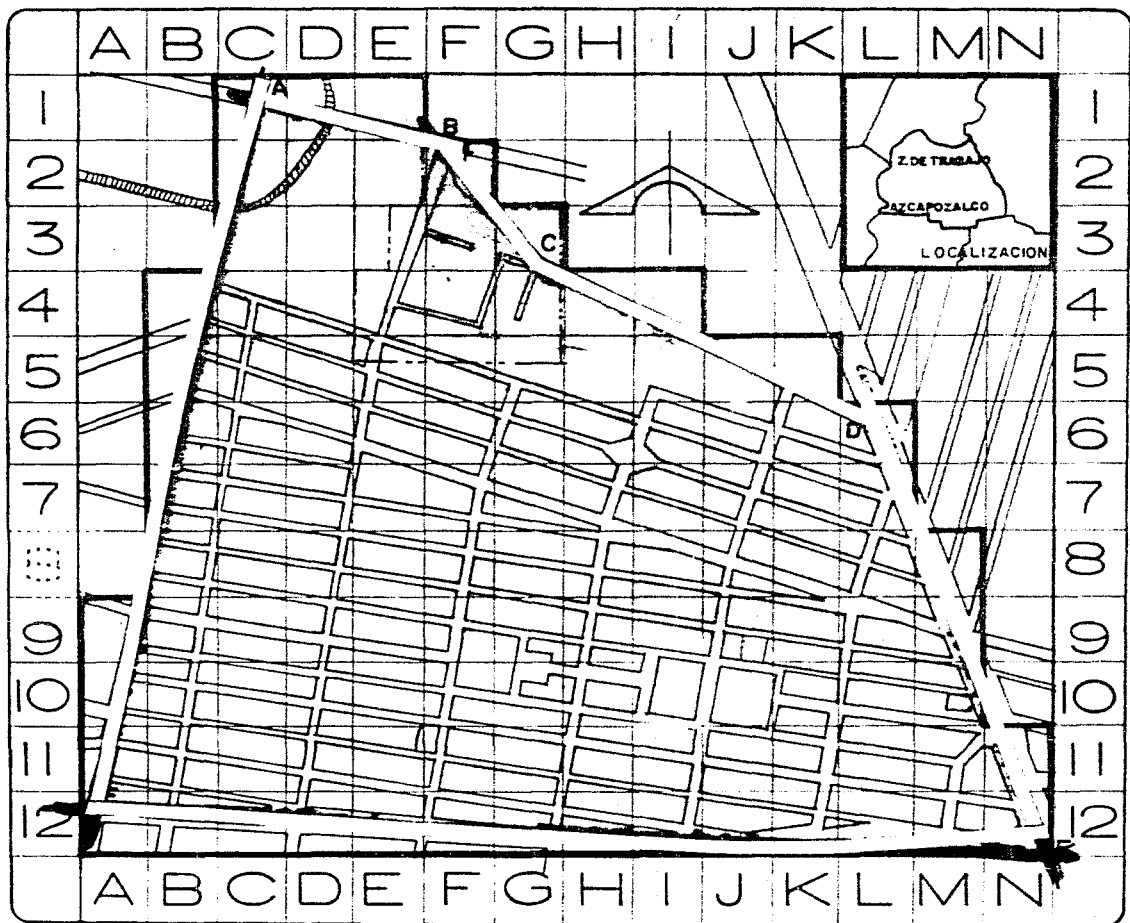 A B C D E F G H I J K L M N
1 A 1
B
2 Z. DE TRABAJO 2
AZCAPOZALCO
3 C LOCALIZACION 3
4 4
5 5
6 D 6
7 7
8
9 9
10 10
11 11
12 12
A B C D E F G H I J K L M N